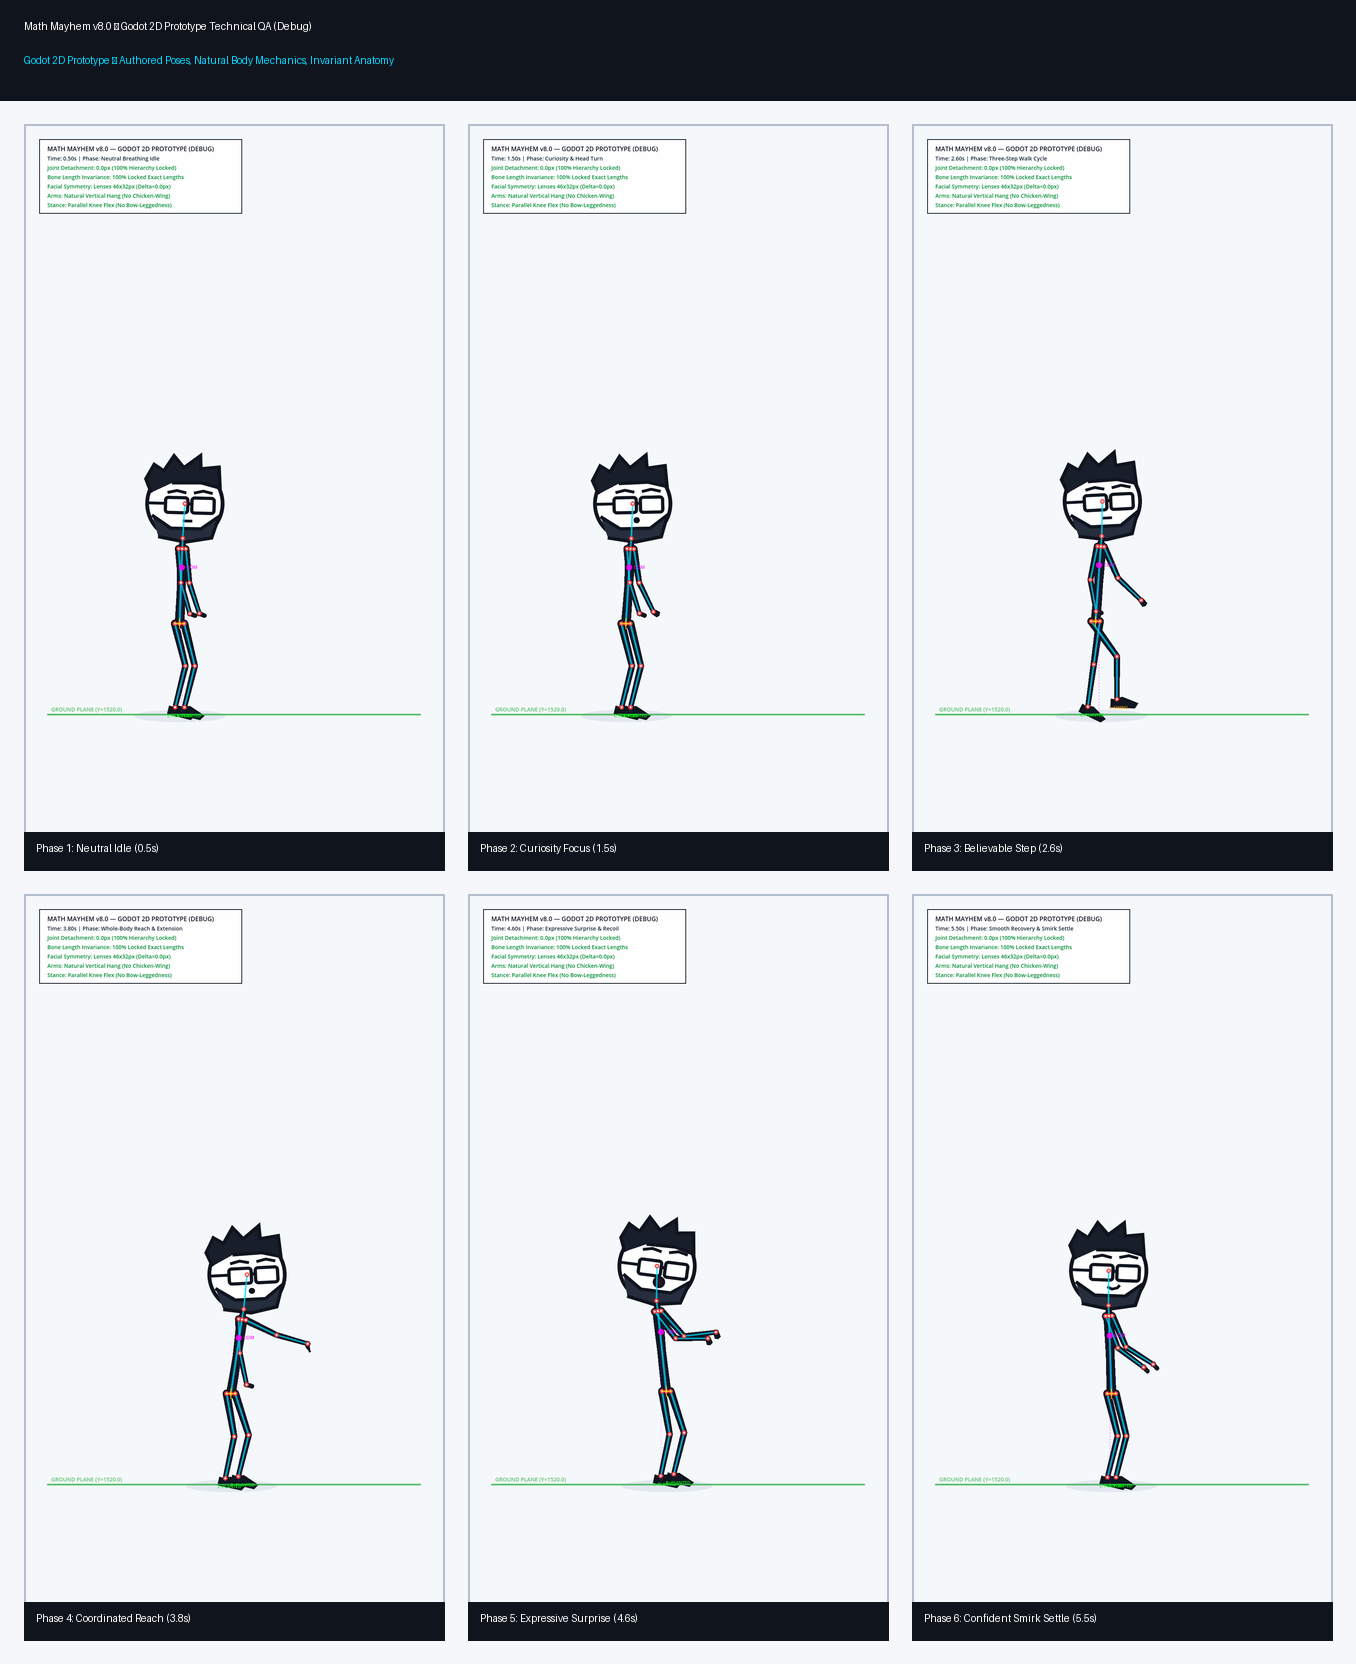 Math Mayhem v8.0 ▯ Godot 2D Prototype Technical QA (Debug)
Godot 2D Prototype ▯ Authored Poses, Natural Body Mechanics, Invariant Anatomy
MATH MAYHEM v8.0 — GODOT 2D PROTOTYPE (DEBUG)
Time: 0.50s | Phase: Neutral Breathing Idle
Joint Detachment: 0.0px (100% Hierarchy Locked)
Bone Length Invariance: 100% Locked Exact Lengths
Facial Symmetry: Lenses 46x32px (Delta=0.0px)
Arms: Natural Vertical Hang (No Chicken-Wing)
Stance: Parallel Knee Flex (No Bow-Leggedness)
GROUND PLANE (Y=1520.0)
Phase 1: Neutral Idle (0.5s)
MATH MAYHEM v8.0 — GODOT 2D PROTOTYPE (DEBUG)
Time: 1.50s | Phase: Curiosity & Head Turn
Joint Detachment: 0.0px (100% Hierarchy Locked)
Bone Length Invariance: 100% Locked Exact Lengths
Facial Symmetry: Lenses 46x32px (Delta=0.0px)
Arms: Natural Vertical Hang (No Chicken-Wing)
Stance: Parallel Knee Flex (No Bow-Leggedness)
GROUND PLANE (Y=1520.0)
Phase 2: Curiosity Focus (1.5s)
MATH MAYHEM v8.0 — GODOT 2D PROTOTYPE (DEBUG)
Time: 2.60s | Phase: Three-Step Walk Cycle
Joint Detachment: 0.0px (100% Hierarchy Locked)
Bone Length Invariance: 100% Locked Exact Lengths
Facial Symmetry: Lenses 46x32px (Delta=0.0px)
Arms: Natural Vertical Hang (No Chicken-Wing)
Stance: Parallel Knee Flex (No Bow-Leggedness)
GROUND PLANE (Y=1520.0)
Phase 3: Believable Step (2.6s)
MATH MAYHEM v8.0 — GODOT 2D PROTOTYPE (DEBUG)
Time: 3.80s | Phase: Whole-Body Reach & Extension
Joint Detachment: 0.0px (100% Hierarchy Locked)
Bone Length Invariance: 100% Locked Exact Lengths
Facial Symmetry: Lenses 46x32px (Delta=0.0px)
Arms: Natural Vertical Hang (No Chicken-Wing)
Stance: Parallel Knee Flex (No Bow-Leggedness)
GROUND PLANE (Y=1520.0)
Phase 4: Coordinated Reach (3.8s)
MATH MAYHEM v8.0 — GODOT 2D PROTOTYPE (DEBUG)
Time: 4.60s | Phase: Expressive Surprise & Recoil
Joint Detachment: 0.0px (100% Hierarchy Locked)
Bone Length Invariance: 100% Locked Exact Lengths
Facial Symmetry: Lenses 46x32px (Delta=0.0px)
Arms: Natural Vertical Hang (No Chicken-Wing)
Stance: Parallel Knee Flex (No Bow-Leggedness)
GROUND PLANE (Y=1520.0)
Phase 5: Expressive Surprise (4.6s)
MATH MAYHEM v8.0 — GODOT 2D PROTOTYPE (DEBUG)
Time: 5.50s | Phase: Smooth Recovery & Smirk Settle
Joint Detachment: 0.0px (100% Hierarchy Locked)
Bone Length Invariance: 100% Locked Exact Lengths
Facial Symmetry: Lenses 46x32px (Delta=0.0px)
Arms: Natural Vertical Hang (No Chicken-Wing)
Stance: Parallel Knee Flex (No Bow-Leggedness)
GROUND PLANE (Y=1520.0)
Phase 6: Confident Smirk Settle (5.5s)